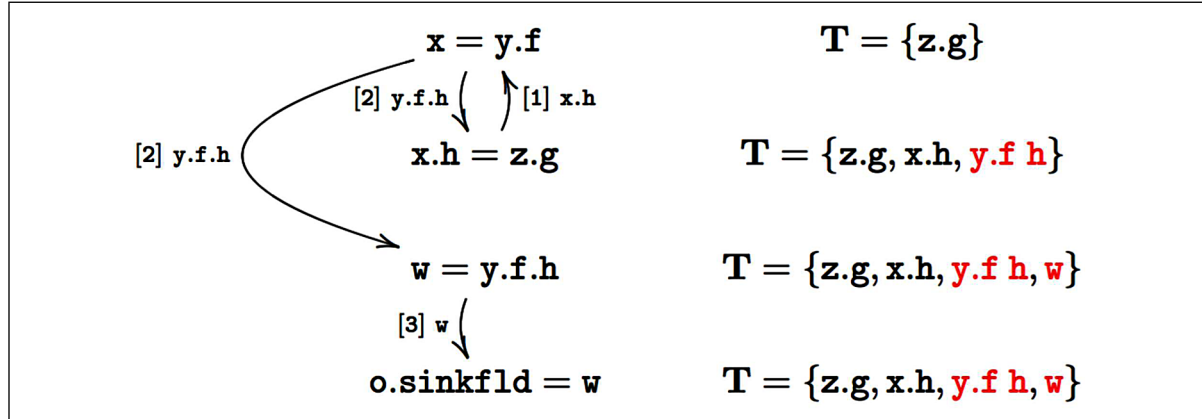 x = y.f T = {z.g}
[2] y.f.h [1] x.h
[2] y.f.h x.h = z.g T = {z.g, x.h, y.f h}
w = y.f.h T = {z.g, x.h, y.f h, w}
[3] w
o.sinkfld = w T = {z.g, x.h, y.f h, w}